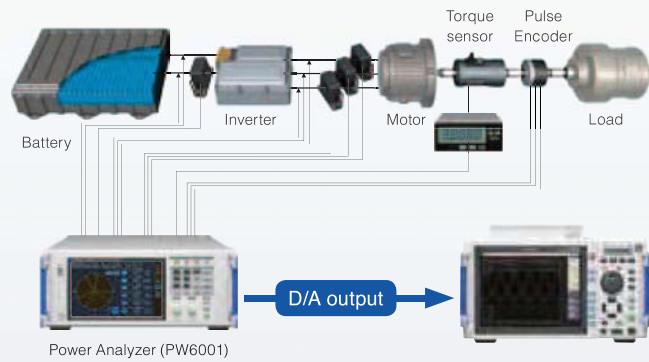 Torque
sensor
Pulse
Encoder
Battery
Inverter
Motor
Load
D/A output
Power Analyzer (PW6001)